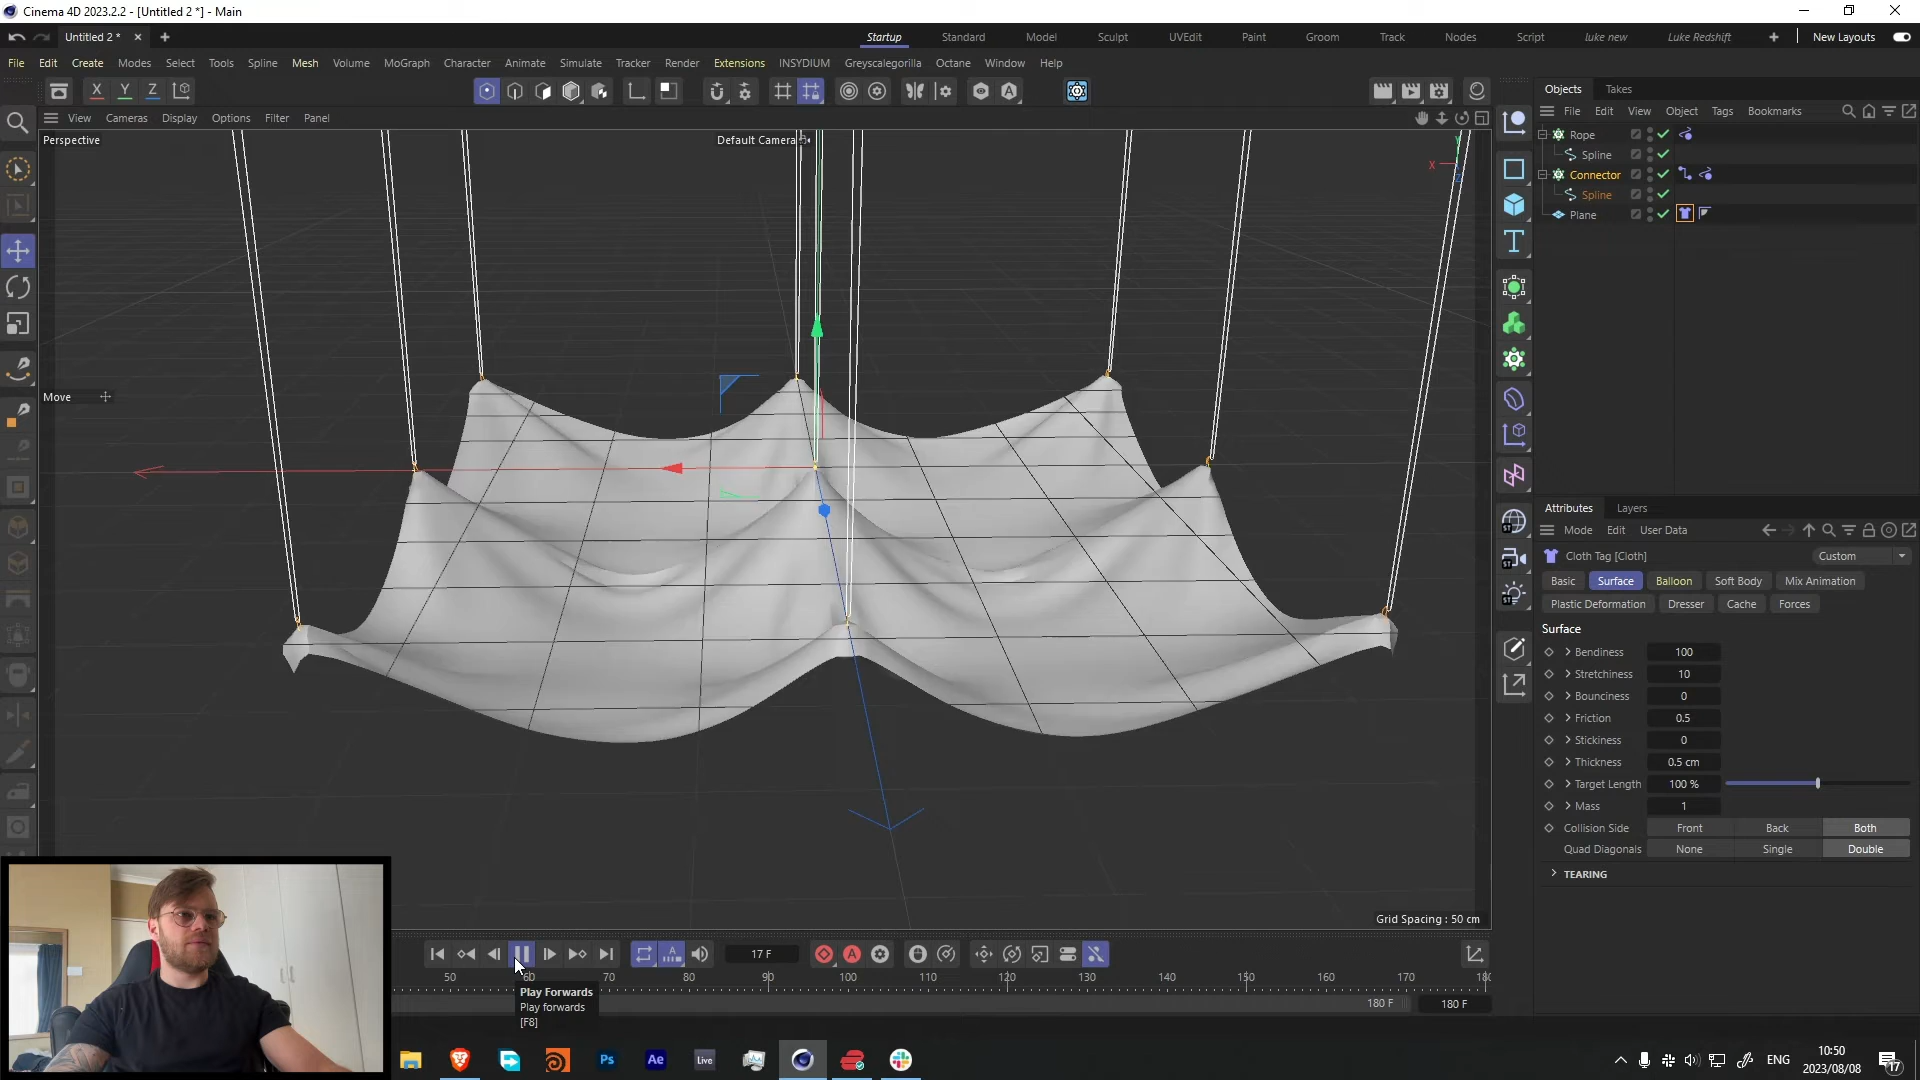 Cinema 4D 2023.2.2 - [Untitled 2 *] - Main
Untitled 2 *
Startup Standard Model Sculpt UVEdit Paint Groom Track Nodes Script luke new Luke Redshift New Layouts
File Edit Create Modes Select Tools Spline Mesh Volume MoGraph Character Animate Simulate Tracker Render Extensions INSYDIUM Greyscalegorilla Octane Window Help
X Y Z
Objects Takes
View Cameras Display Options Filter Panel
File Edit View Object Tags Bookmarks
Perspective
Default Camera
Y
X
Z
Rope
Spline
Connector
Spline
Plane
Move
Attributes Layers
Mode Edit User Data
Cloth Tag [Cloth]
Custom
Basic Surface Balloon Soft Body Mix Animation
Plastic Deformation Dresser Cache Forces
Surface
Bendiness 100
Stretchiness 10
Bounciness 0
Friction 0.5
Stickiness 0
Thickness 0.5 cm
Target Length 100 %
Mass 1
Collision Side Front Back Both
Quad Diagonals None Single Double
TEARING
Grid Spacing : 50 cm
17 F
50 60 70 80 90 100 110 120 130 140 150 160 170
180 F 180 F
Play Forwards
Play forwards
[F8]
Ps Ae Live
ENG
10:50
2023/08/08
17